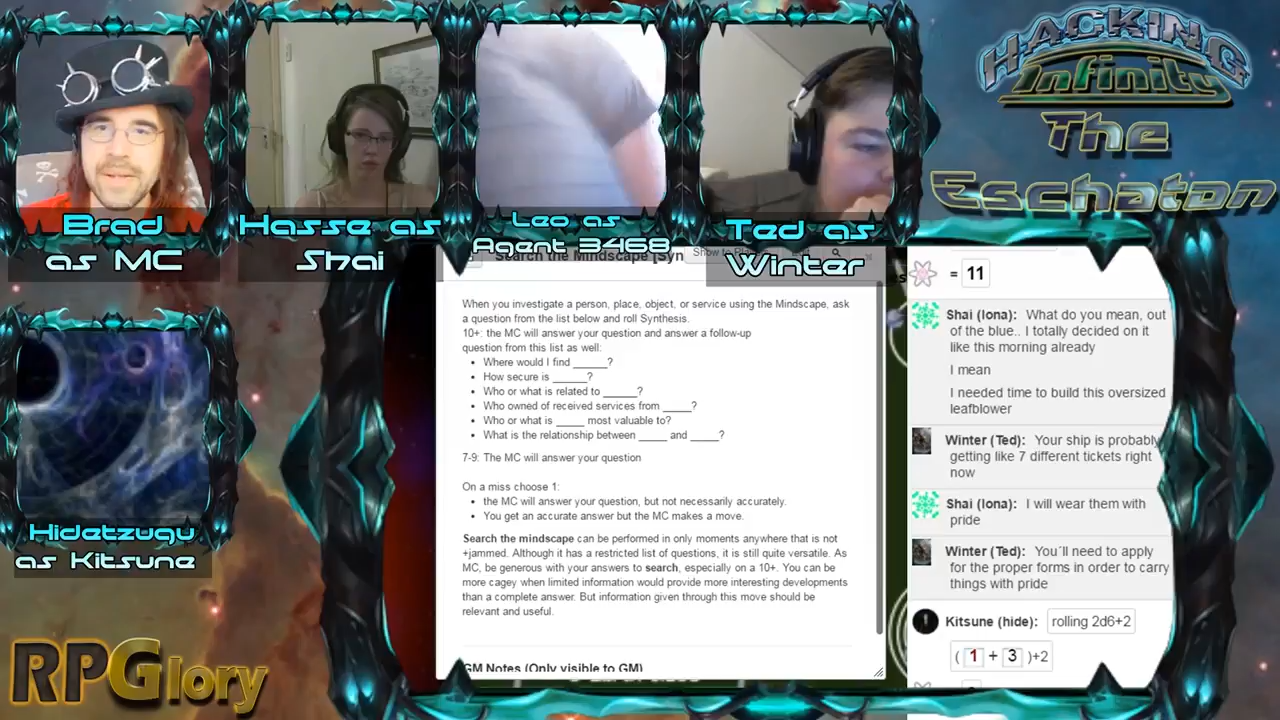 HACKING
Infinity
The
Eschaton
Brad
as MC
Hasse as
Shai
Leo as
Agent 3468
Ted as
Winter
Hidetzugu
as Kitsune
RPGlory
Search the Mindscape [Syn
When you investigate a person, place, object, or service using the Mindscape, ask
a question from the list below and roll Synthesis.
10+: the MC will answer your question and answer a follow-up
question from this list as well:
• Where would I find ______?
• How secure is ______?
• Who or what is related to ______?
• Who owned of received services from _____?
• Who or what is _____ most valuable to?
• What is the relationship between _____ and _____?
7-9: The MC will answer your question
On a miss choose 1:
• the MC will answer your question, but not necessarily accurately.
• You get an accurate answer but the MC makes a move.
Search the mindscape can be performed in only moments anywhere that is not
+jammed. Although it has a restricted list of questions, it is still quite versatile. As
MC, be generous with your answers to search, especially on a 10+. You can be
more cagey when limited information would provide more interesting developments
than a complete answer. But information given through this move should be
relevant and useful.
GM Notes (Only visible to GM)
= 11
Shai (Iona): What do you mean, out
of the blue.. I totally decided on it
like this morning already
I mean
I needed time to build this oversized
leafblower
Winter (Ted): Your ship is probably
getting like 7 different tickets right
now
Shai (Iona): I will wear them with
pride
Winter (Ted): You´ll need to apply
for the proper forms in order to carry
things with pride
Kitsune (hide): rolling 2d6+2
( 1 + 3 )+2